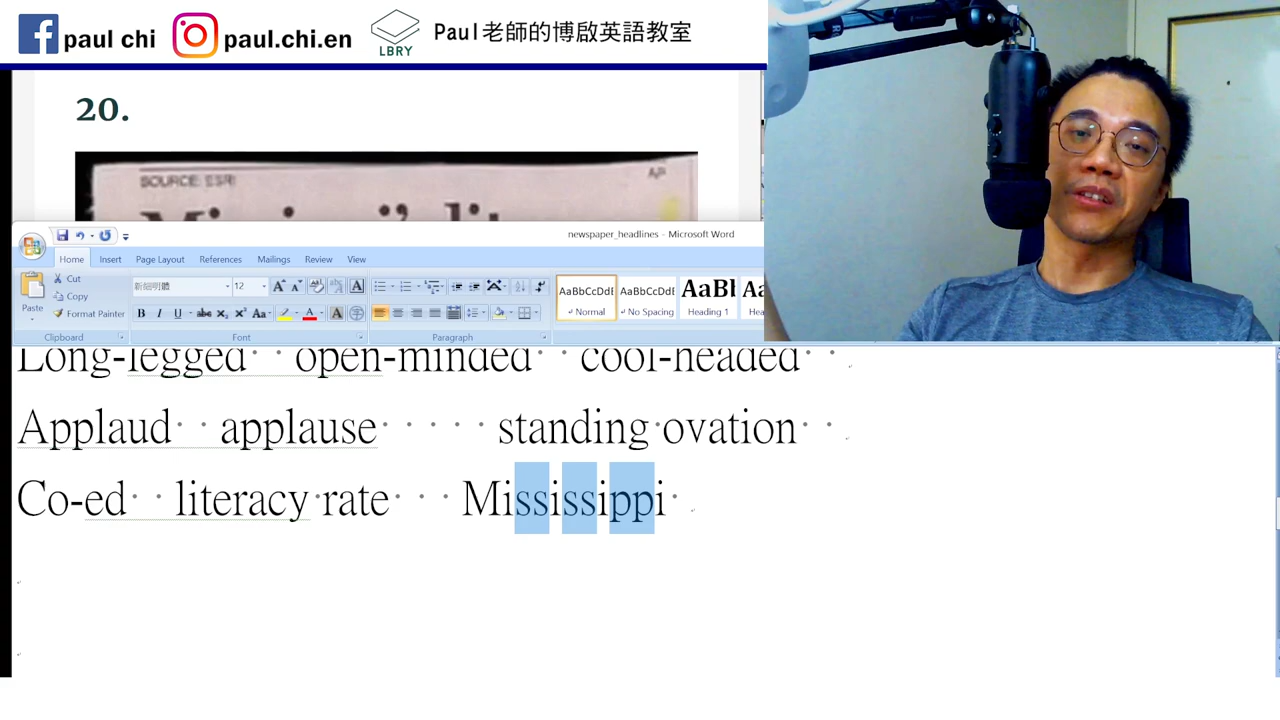 paul chi
paul.chi.en
LBRY
Paul老師的博啟英語教室
20.
SOURCE: ESRI
AP
newspaper_headlines - Microsoft Word
Home Insert Page Layout References Mailings Review View
Paste
Cut
Copy
Format Painter
Clipboard
新細明體 12
Font
Paragraph
AaBbCcDdE
Normal
AaBbCcDdE
No Spacing
AaBl
Heading 1
Long-legged open-minded cool-headed
Applaud applause standing ovation
Co-ed literacy rate Mississippi